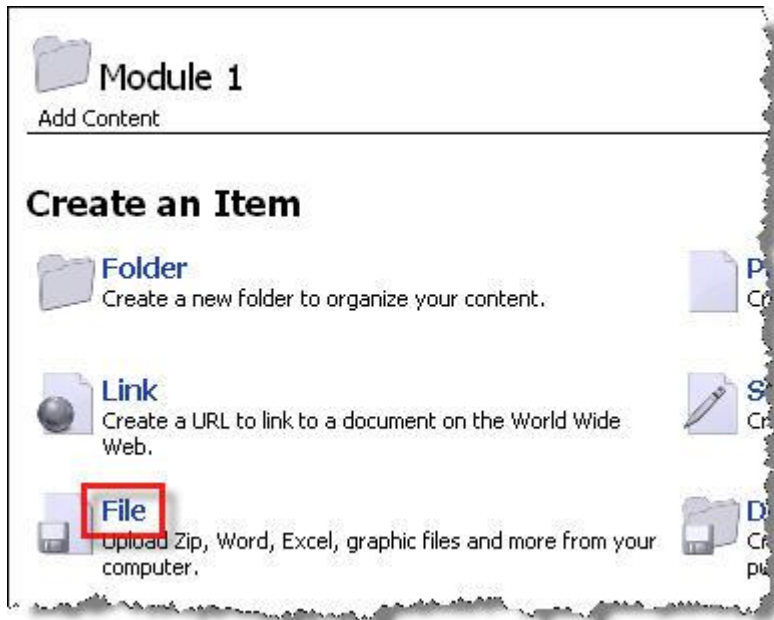 Module 1
Add Content
Create an Item
Folder
Create a new folder to organize your content.
Link
Create a URL to link to a document on the World Wide
Web.
File
Upload Zip, Word, Excel, graphic files and more from your
computer.